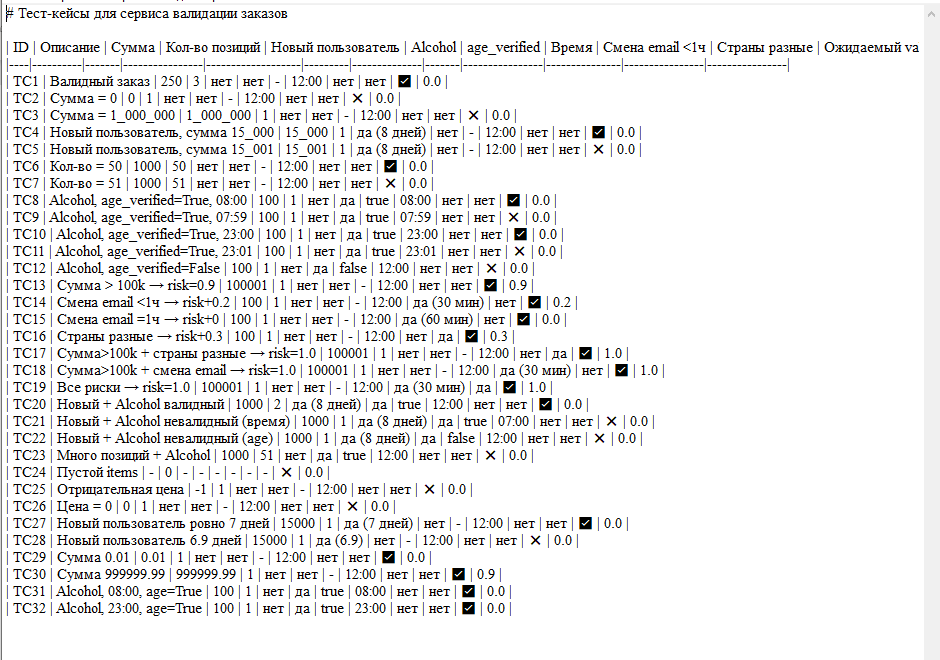 # Тест-кейсы для сервиса валидации заказов
| ID | Описание | Сумма | Кол-во позиций | Новый пользователь | Alcohol | age_verified | Время | Смена email <1ч | Страны разные | Ожидаемый va
|----|----------|-------|----------------|--------------------|---------|--------------|-------|-----------------|---------------|
| TC1 | Валидный заказ | 250 | 3 | нет | нет | - | 12:00 | нет | нет | ✅ | 0.0 |
| TC2 | Сумма = 0 | 0 | 1 | нет | нет | - | 12:00 | нет | нет | ❌ | 0.0 |
| TC3 | Сумма = 1_000_000 | 1_000_000 | 1 | нет | нет | - | 12:00 | нет | нет | ❌ | 0.0 |
| TC4 | Новый пользователь, сумма 15_000 | 15_000 | 1 | да (8 дней) | нет | - | 12:00 | нет | нет | ✅ | 0.0 |
| TC5 | Новый пользователь, сумма 15_001 | 15_001 | 1 | да (8 дней) | нет | - | 12:00 | нет | нет | ❌ | 0.0 |
| TC6 | Кол-во = 50 | 1000 | 50 | нет | нет | - | 12:00 | нет | нет | ✅ | 0.0 |
| TC7 | Кол-во = 51 | 1000 | 51 | нет | нет | - | 12:00 | нет | нет | ❌ | 0.0 |
| TC8 | Alcohol, age_verified=True, 08:00 | 100 | 1 | нет | да | true | 08:00 | нет | нет | ✅ | 0.0 |
| TC9 | Alcohol, age_verified=True, 07:59 | 100 | 1 | нет | да | true | 07:59 | нет | нет | ❌ | 0.0 |
| TC10 | Alcohol, age_verified=True, 23:00 | 100 | 1 | нет | да | true | 23:00 | нет | нет | ✅ | 0.0 |
| TC11 | Alcohol, age_verified=True, 23:01 | 100 | 1 | нет | да | true | 23:01 | нет | нет | ❌ | 0.0 |
| TC12 | Alcohol, age_verified=False | 100 | 1 | нет | да | false | 12:00 | нет | нет | ❌ | 0.0 |
| TC13 | Сумма > 100k → risk=0.9 | 100001 | 1 | нет | нет | - | 12:00 | нет | нет | ✅ | 0.9 |
| TC14 | Смена email <1ч → risk+0.2 | 100 | 1 | нет | нет | - | 12:00 | да (30 мин) | нет | ✅ | 0.2 |
| TC15 | Смена email =1ч → risk+0 | 100 | 1 | нет | нет | - | 12:00 | да (60 мин) | нет | ✅ | 0.0 |
| TC16 | Страны разные → risk+0.3 | 100 | 1 | нет | нет | - | 12:00 | нет | да | ✅ | 0.3 |
| TC17 | Сумма>100k + страны разные → risk=1.0 | 100001 | 1 | нет | нет | - | 12:00 | нет | да | ✅ | 1.0 |
| TC18 | Сумма>100k + смена email → risk=1.0 | 100001 | 1 | нет | нет | - | 12:00 | да (30 мин) | нет | ✅ | 1.0 |
| TC19 | Все риски → risk=1.0 | 100001 | 1 | нет | нет | - | 12:00 | да (30 мин) | да | ✅ | 1.0 |
| TC20 | Новый + Alcohol валидный | 1000 | 2 | да (8 дней) | да | true | 12:00 | нет | нет | ✅ | 0.0 |
| TC21 | Новый + Alcohol невалидный (время) | 1000 | 1 | да (8 дней) | да | true | 07:00 | нет | нет | ❌ | 0.0 |
| TC22 | Новый + Alcohol невалидный (age) | 1000 | 1 | да (8 дней) | да | false | 12:00 | нет | нет | ❌ | 0.0 |
| TC23 | Много позиций + Alcohol | 1000 | 51 | нет | да | true | 12:00 | нет | нет | ❌ | 0.0 |
| TC24 | Пустой items | - | 0 | - | - | - | - | - | - | ❌ | 0.0 |
| TC25 | Отрицательная цена | -1 | 1 | нет | нет | - | 12:00 | нет | нет | ❌ | 0.0 |
| TC26 | Цена = 0 | 0 | 1 | нет | нет | - | 12:00 | нет | нет | ❌ | 0.0 |
| TC27 | Новый пользователь ровно 7 дней | 15000 | 1 | да (7 дней) | нет | - | 12:00 | нет | нет | ✅ | 0.0 |
| TC28 | Новый пользователь 6.9 дней | 15000 | 1 | да (6.9) | нет | - | 12:00 | нет | нет | ❌ | 0.0 |
| TC29 | Сумма 0.01 | 0.01 | 1 | нет | нет | - | 12:00 | нет | нет | ✅ | 0.0 |
| TC30 | Сумма 999999.99 | 999999.99 | 1 | нет | нет | - | 12:00 | нет | нет | ✅ | 0.9 |
| TC31 | Alcohol, 08:00, age=True | 100 | 1 | нет | да | true | 08:00 | нет | нет | ✅ | 0.0 |
| TC32 | Alcohol, 23:00, age=True | 100 | 1 | нет | да | true | 23:00 | нет | нет | ✅ | 0.0 |